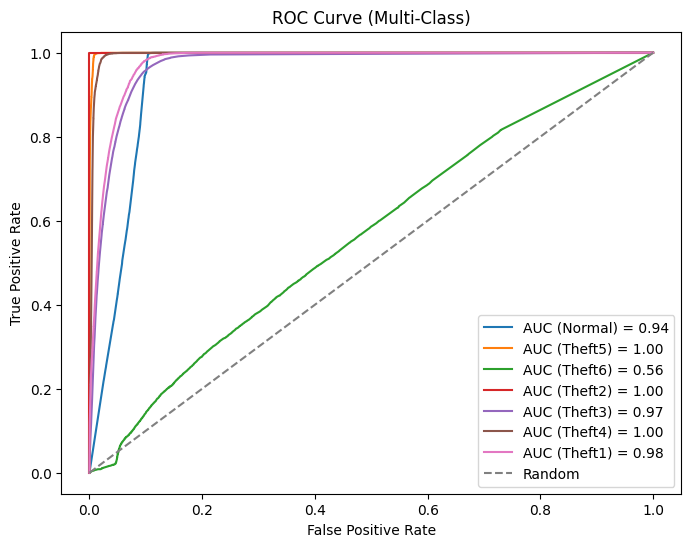 ROC Curve (Multi-Class)
True Positive Rate
1.0
0.8
0.6
0.4
0.2
0.0
AUC (Normal) = 0.94
AUC (Theft5) = 1.00
AUC (Theft6) = 0.56
AUC (Theft2) = 1.00
AUC (Theft3) = 0.97
AUC (Theft4) = 1.00
AUC (Theft1) = 0.98
Random
0.0 0.2 0.4 0.6 0.8 1.0
False Positive Rate